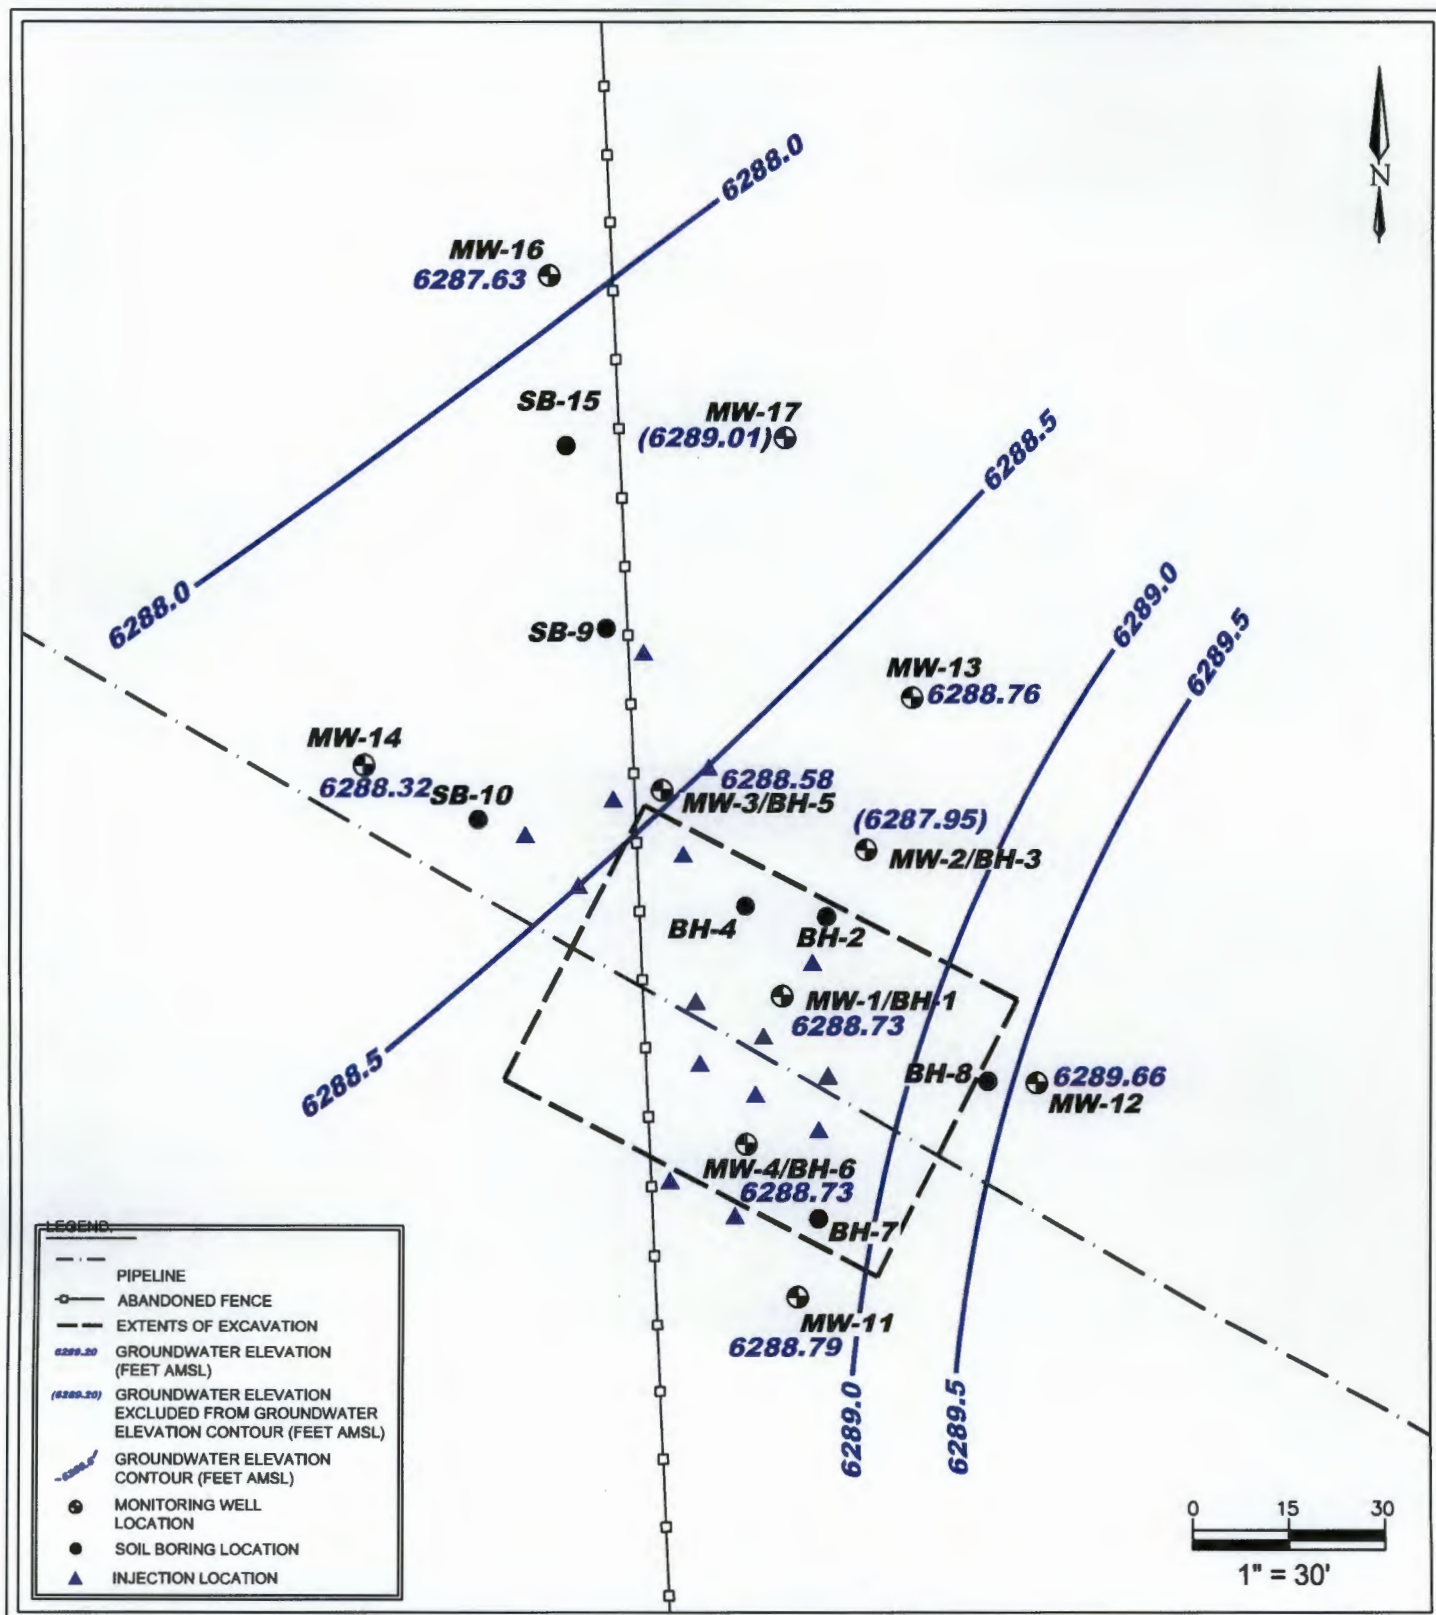 6288.0
N
MW-16
6287.63
SB-15
MW-17
(6289.01)
6288.5
6288.0
6289.0
SB-9
6289.5
MW-13
6288.76
MW-14
6288.32
SB-10
6288.58
MW-3/BH-5
(6287.95)
MW-2/BH-3
BH-4
BH-2
MW-1/BH-1
6288.73
6288.5
BH-8
6289.66
MW-12
MW-4/BH-6
6288.73
BH-7
MW-11
6288.79
6289.0
6289.5
LEGEND:
PIPELINE
ABANDONED FENCE
EXTENTS OF EXCAVATION
6289.20 GROUNDWATER ELEVATION
(FEET AMSL)
(6289.20) GROUNDWATER ELEVATION
EXCLUDED FROM GROUNDWATER
ELEVATION CONTOUR (FEET AMSL)
GROUNDWATER ELEVATION
CONTOUR (FEET AMSL)
MONITORING WELL
LOCATION
SOIL BORING LOCATION
INJECTION LOCATION
0 15 30
1" = 30'